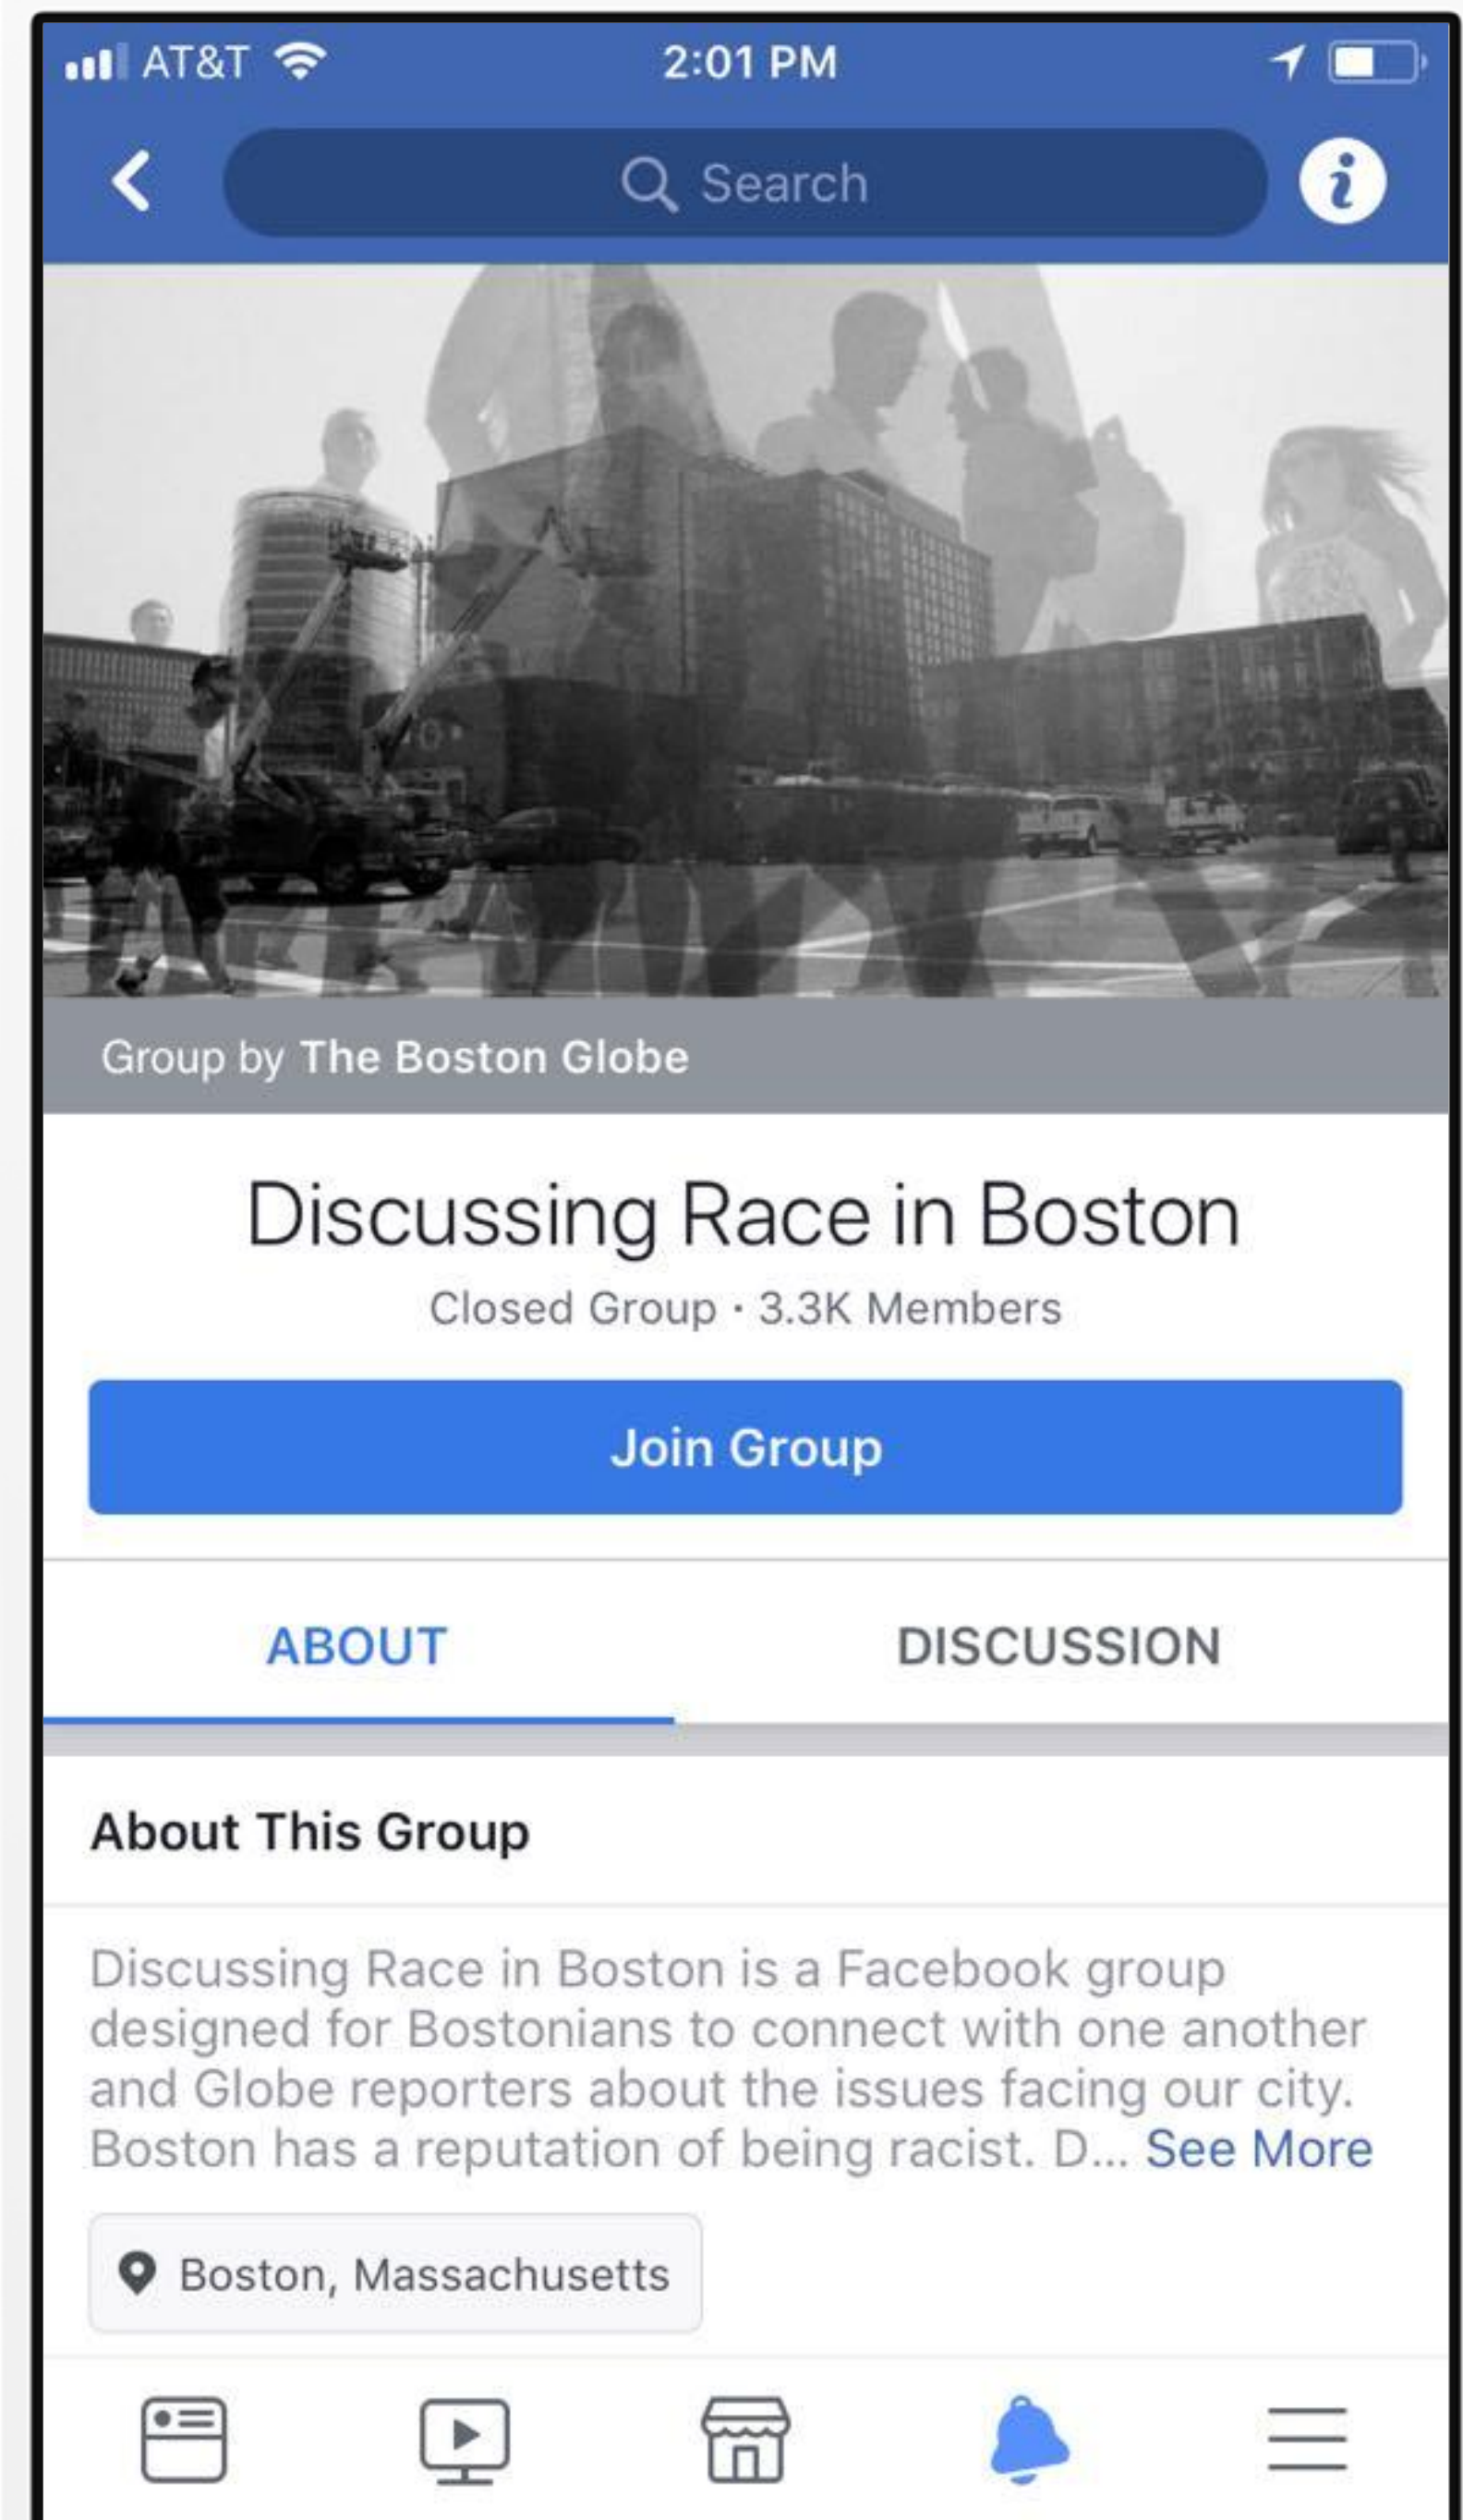 AT&T 2:01 PM
Search
Group by The Boston Globe
Discussing Race in Boston
Closed Group · 3.3K Members
Join Group
ABOUT DISCUSSION
About This Group
Discussing Race in Boston is a Facebook group
designed for Bostonians to connect with one another
and Globe reporters about the issues facing our city.
Boston has a reputation of being racist. D... See More
Boston, Massachusetts